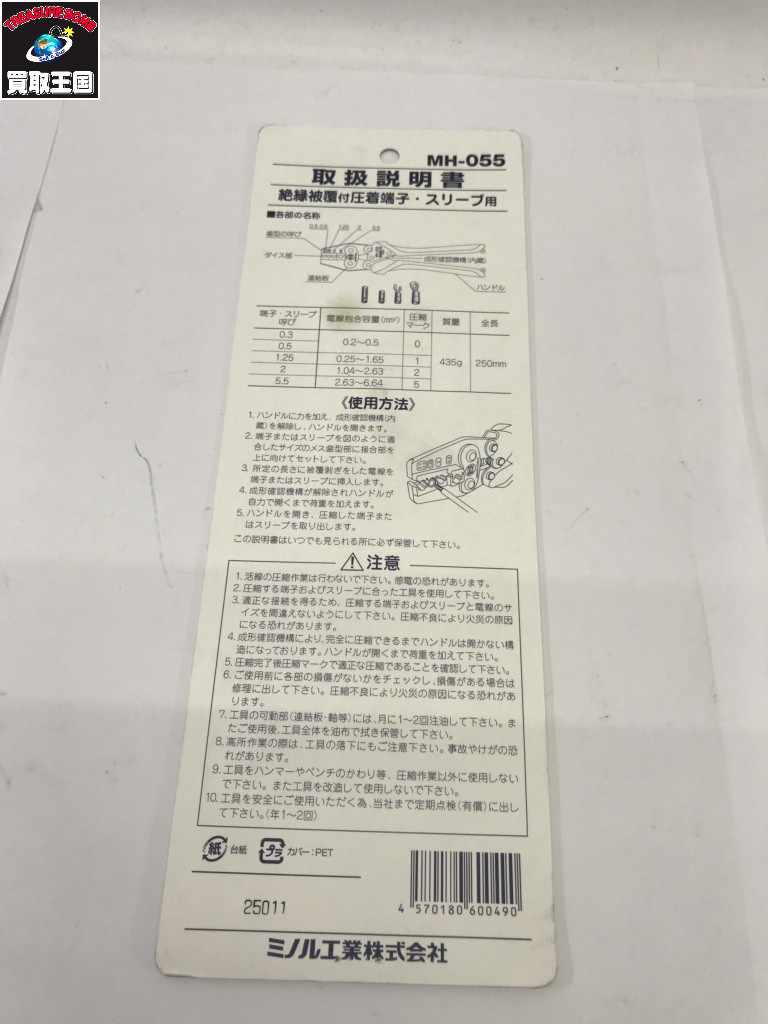 TREASURE BOMB
買取王国
MH-055
取扱説明書
絶縁被覆付圧着端子・スリーブ用
■各部の名称
0.3・0.5 1.25 2 5.5
歯型の呼び
ダイス部
成形確認機構(内蔵)
連結板
ハンドル
端子・スリーブ呼び 電線抱合容量(mm²) 圧縮マーク 質量 全長
0.3
0.5 0.2〜0.5 0
1.25 0.25〜1.65 1 435g 250mm
2 1.04〜2.63 2
5.5 2.63〜6.64 5
《使用方法》
1. ハンドルに力を加え、成形確認機構(内
蔵)を解除し、ハンドルを開きます。
2. 端子またはスリーブを図のように適
合したサイズのメス歯型部に接合部を
上に向けてセットして下さい。
3. 所定の長さに被覆剥ぎをした電線を
端子またはスリーブに挿入します。
4. 成形確認機構が解除されハンドルが
自力で開くまで荷重を加えます。
5. ハンドルを開き、圧縮した端子また
はスリーブを取り出します。
この説明書はいつでも見られる所に必ず保管して下さい。
注意
1. 活線の圧縮作業は行わないで下さい。感電の恐れがあります。
2. 圧縮する端子およびスリーブに合った工具を使用して下さい。
3. 適正な接続を得るため、圧縮する端子およびスリーブと電線のサ
イズを間違えないようにして下さい。圧縮不良により火災の原因
になる恐れがあります。
4. 成形確認機構により、完全に圧縮できるまでハンドルは開かない構
造になっております。ハンドルが開くまで荷重を加えて下さい。
5. 圧縮完了後圧縮マークで適正な圧縮であることを確認して下さい。
6. ご使用前に各部の損傷がないかをチェックし、損傷がある場合は
修理に出して下さい。圧縮不良により火災の原因になる恐れがあ
ります。
7. 工具の可動部(連結板・軸等)には、月に1〜2回注油して下さい。ま
たご使用後、工具全体を油布で拭き保管して下さい。
8. 高所作業の際は、工具の落下にもご注意下さい。事故やけがの恐
れがあります。
9. 工具をハンマーやペンチのかわり等、圧縮作業以外に使用しない
で下さい。また工具を改造して使用しないで下さい。
10. 工具を安全にご使用いただく為、当社まで定期点検(有償)に出し
て下さい。(年1〜2回)
紙 台紙 プラ カバー:PET
4 570180 600490
25011
ミノル工業株式会社